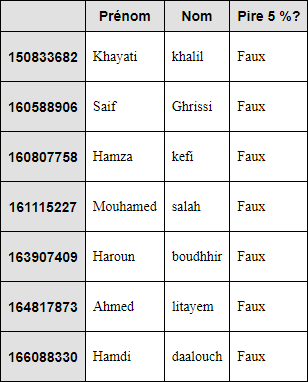 Prénom Nom Pire 5 %?
150833682 Khayati khalil Faux
160588906 Saif Ghrissi Faux
160807758 Hamza kefi Faux
161115227 Mouhamed salah Faux
163907409 Haroun boudhhir Faux
164817873 Ahmed litayem Faux
166088330 Hamdi daalouch Faux